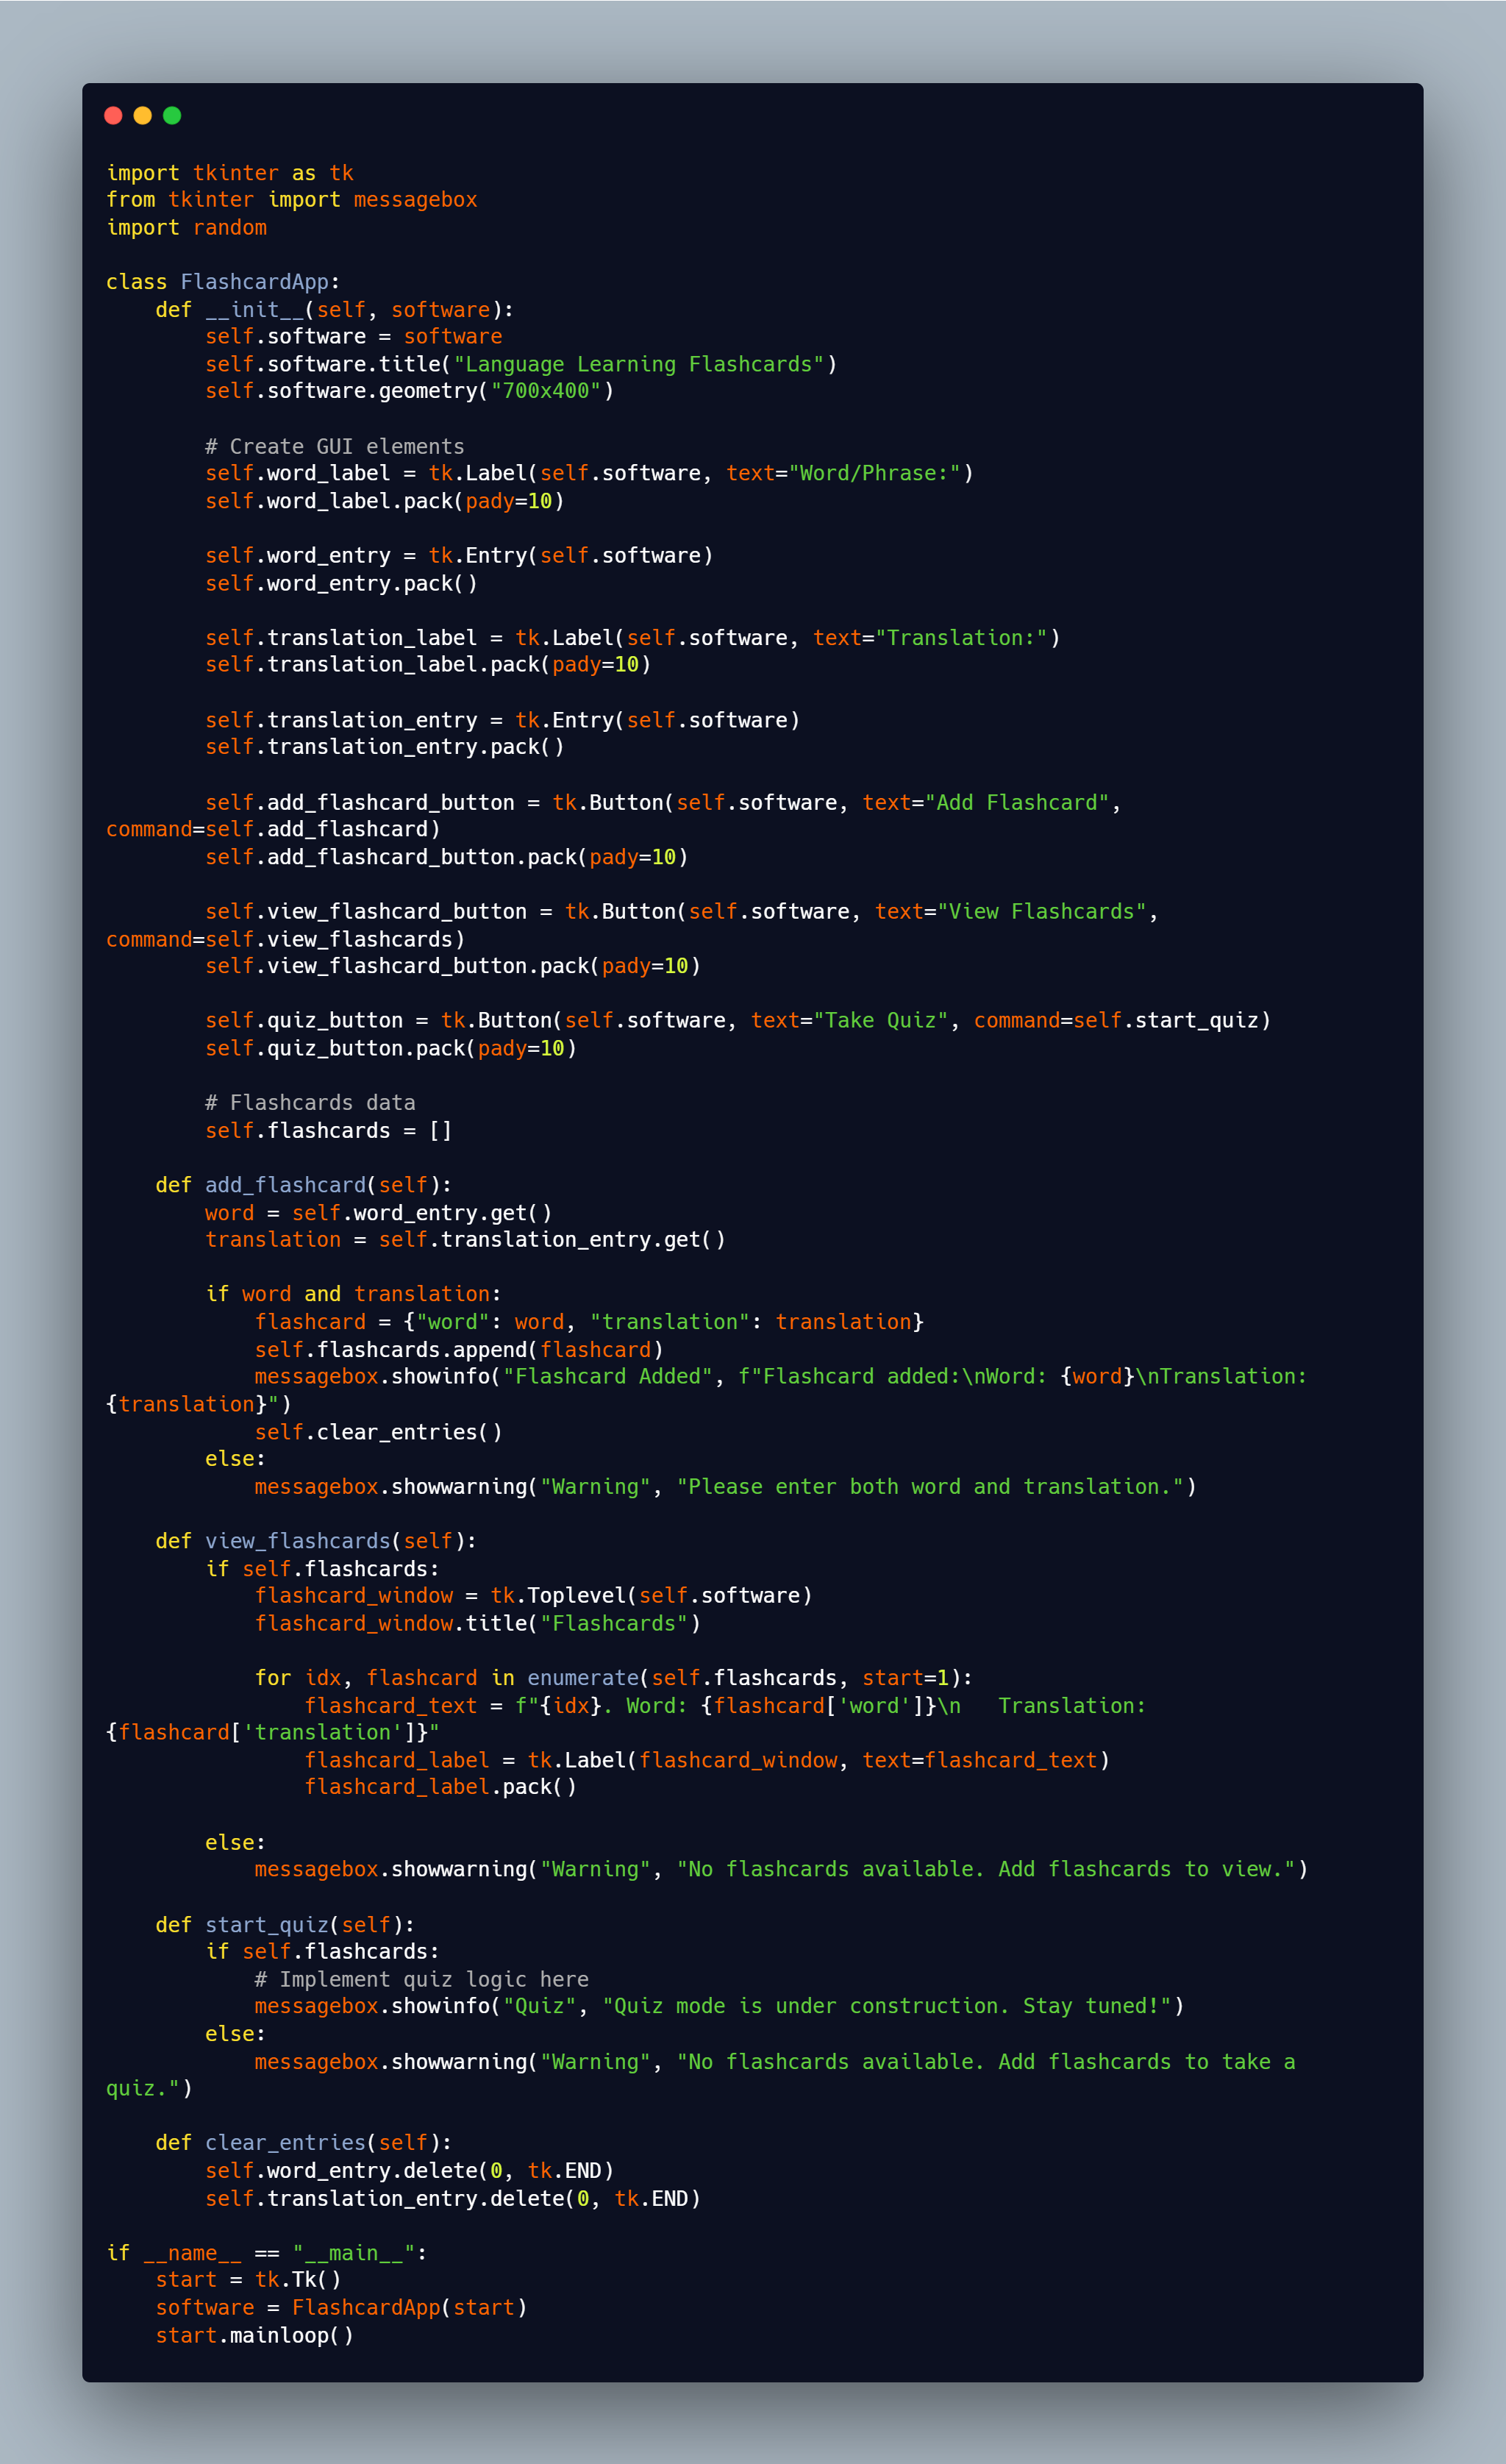 import tkinter as tk
from tkinter import messagebox
import random

class FlashcardApp:
    def __init__(self, software):
        self.software = software
        self.software.title("Language Learning Flashcards")
        self.software.geometry("700x400")

        # Create GUI elements
        self.word_label = tk.Label(self.software, text="Word/Phrase:")
        self.word_label.pack(pady=10)

        self.word_entry = tk.Entry(self.software)
        self.word_entry.pack()

        self.translation_label = tk.Label(self.software, text="Translation:")
        self.translation_label.pack(pady=10)

        self.translation_entry = tk.Entry(self.software)
        self.translation_entry.pack()

        self.add_flashcard_button = tk.Button(self.software, text="Add Flashcard",
command=self.add_flashcard)
        self.add_flashcard_button.pack(pady=10)

        self.view_flashcard_button = tk.Button(self.software, text="View Flashcards",
command=self.view_flashcards)
        self.view_flashcard_button.pack(pady=10)

        self.quiz_button = tk.Button(self.software, text="Take Quiz", command=self.start_quiz)
        self.quiz_button.pack(pady=10)

        # Flashcards data
        self.flashcards = []

    def add_flashcard(self):
        word = self.word_entry.get()
        translation = self.translation_entry.get()

        if word and translation:
            flashcard = {"word": word, "translation": translation}
            self.flashcards.append(flashcard)
            messagebox.showinfo("Flashcard Added", f"Flashcard added:\nWord: {word}\nTranslation:
{translation}")
            self.clear_entries()
        else:
            messagebox.showwarning("Warning", "Please enter both word and translation.")

    def view_flashcards(self):
        if self.flashcards:
            flashcard_window = tk.Toplevel(self.software)
            flashcard_window.title("Flashcards")

            for idx, flashcard in enumerate(self.flashcards, start=1):
                flashcard_text = f"{idx}. Word: {flashcard['word']}\n   Translation:
{flashcard['translation']}"
                flashcard_label = tk.Label(flashcard_window, text=flashcard_text)
                flashcard_label.pack()

        else:
            messagebox.showwarning("Warning", "No flashcards available. Add flashcards to view.")

    def start_quiz(self):
        if self.flashcards:
            # Implement quiz logic here
            messagebox.showinfo("Quiz", "Quiz mode is under construction. Stay tuned!")
        else:
            messagebox.showwarning("Warning", "No flashcards available. Add flashcards to take a
quiz.")

    def clear_entries(self):
        self.word_entry.delete(0, tk.END)
        self.translation_entry.delete(0, tk.END)

if __name__ == "__main__":
    start = tk.Tk()
    software = FlashcardApp(start)
    start.mainloop()